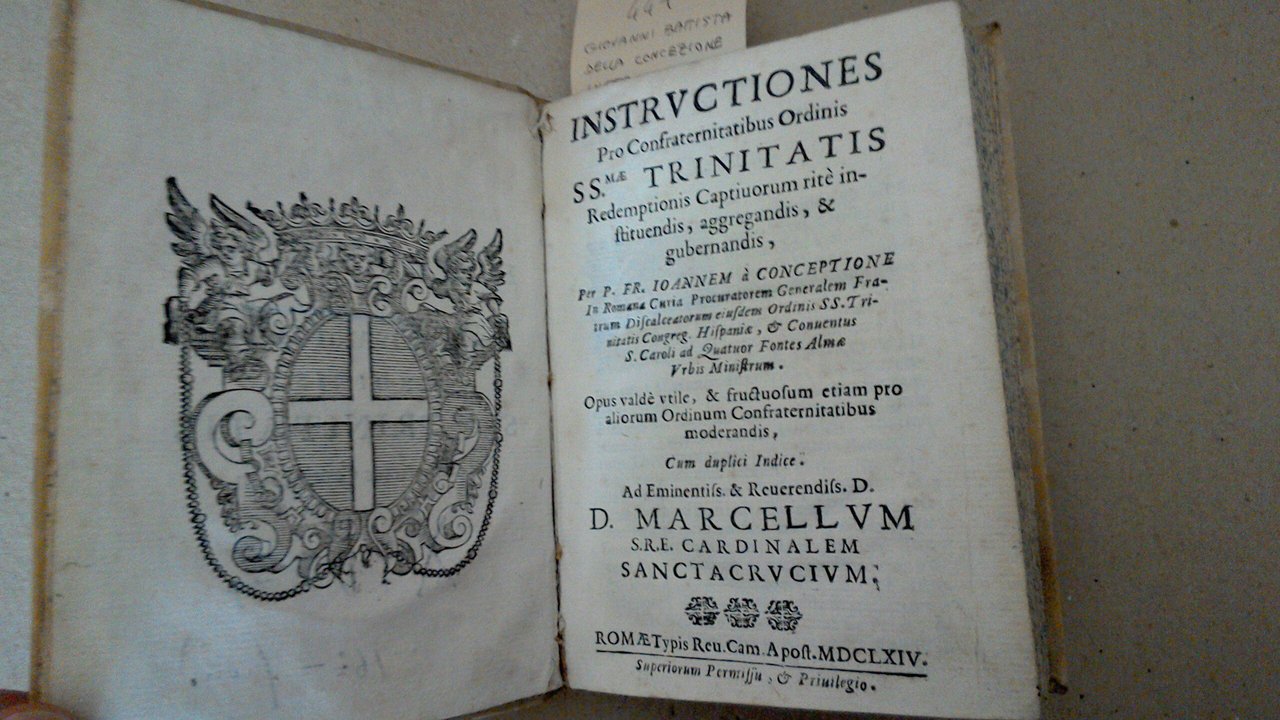 GIOVANNI BATISTA
DELLA CONCEZIONE
INSTRVCTIONES
Pro Confraternitatibus Ordinis
SS.MÆ TRINITATIS
Redemptionis Captiuorum ritè in-
ſtituendis, aggregandis, &
gubernandis,
Per P. FR. IOANNEM à CONCEPTIONE
In Romana Curia Procuratorem Generalem Fra-
trum Diſcalceatorum eiuſdem Ordinis SS. Tri-
nitatis Congreg. Hiſpaniæ, & Conuentus
S. Caroli ad Quatuor Fontes Almæ
Vrbis Miniſtrum.
Opus valdè vtile, & fructuoſum etiam pro
aliorum Ordinum Confraternitatibus
moderandis,
Cum duplici Indice.
Ad Eminentiſs. & Reuerendiſs. D.
D. MARCELLVM
S.R.E. CARDINALEM
SANCTACRVCIVM.
ROMÆ Typis Reu. Cam. Apoſt. MDCLXIV.
Superiorum Permiſſu, & Priuilegio.